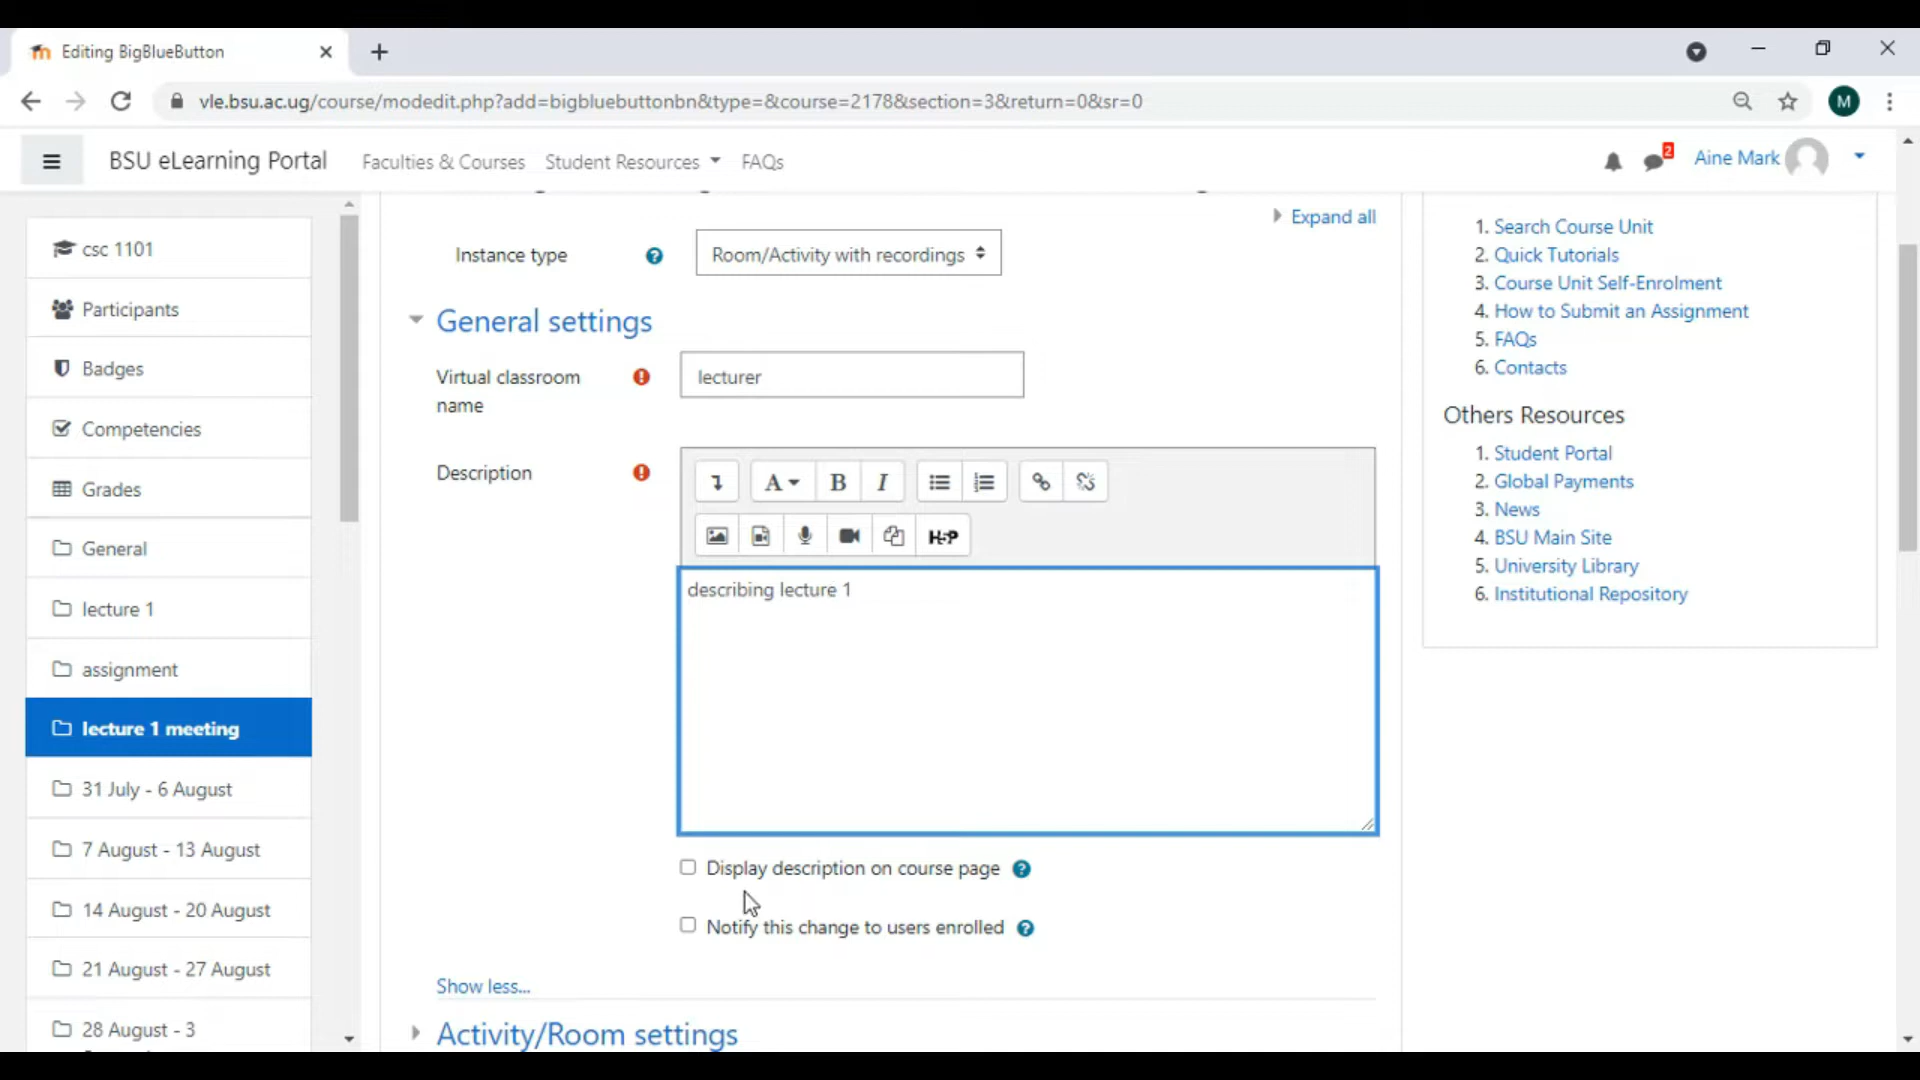 Editing BigBlueButton
vle.bsu.ac.ug/course/modedit.php?add=bigbluebuttonbn&type=&course=2178&section=3&return=0&sr=0
M
BSU eLearning Portal
Faculties & Courses
Student Resources
FAQs
2
Aine Mark
csc 1101
Participants
Badges
Competencies
Grades
General
lecture 1
assignment
lecture 1 meeting
31 July - 6 August
7 August - 13 August
14 August - 20 August
21 August - 27 August
28 August - 3
Expand all
Instance type
Room/Activity with recordings
General settings
Virtual classroom
name
lecturer
Description
A B I
H-P
describing lecture 1
Display description on course page
Notify this change to users enrolled
Show less...
Activity/Room settings
1. Search Course Unit
2. Quick Tutorials
3. Course Unit Self-Enrolment
4. How to Submit an Assignment
5. FAQs
6. Contacts
Others Resources
1. Student Portal
2. Global Payments
3. News
4. BSU Main Site
5. University Library
6. Institutional Repository